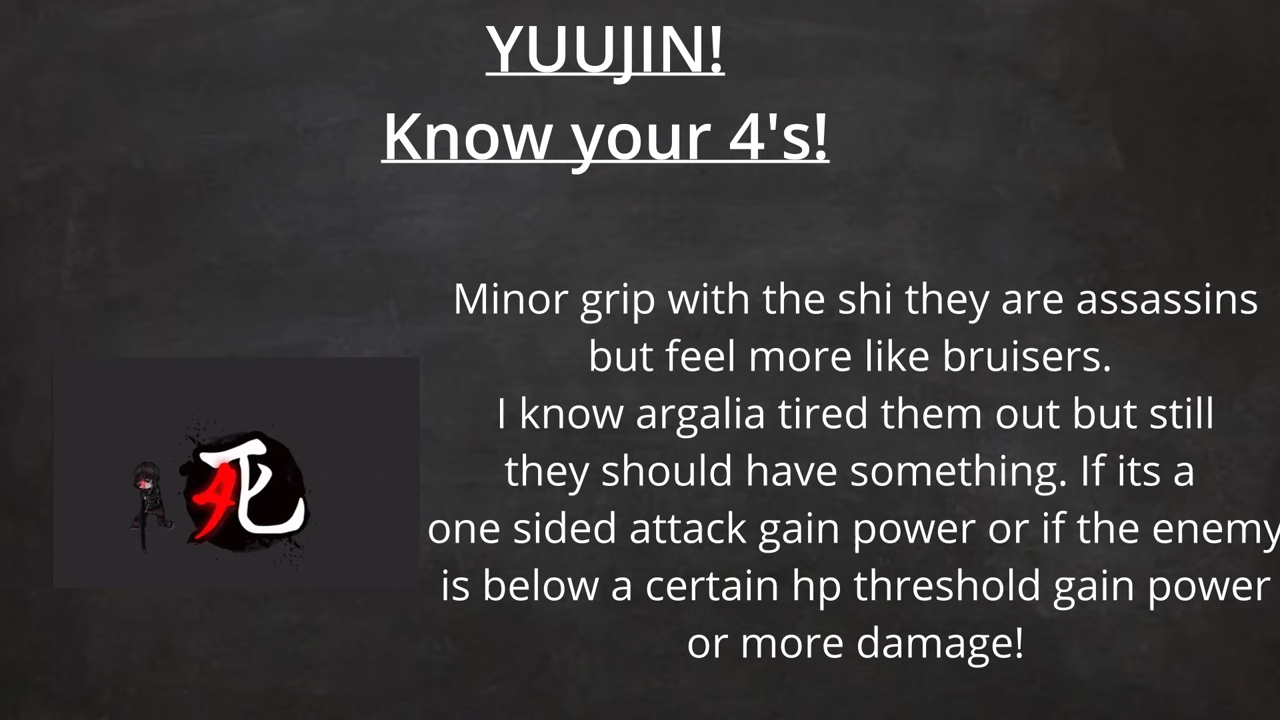 YUUJIN!
Know your 4's!
Minor grip with the shi they are assassins
but feel more like bruisers.
I know argalia tired them out but still
they should have something. If its a
one sided attack gain power or if the enemy
is below a certain hp threshold gain power
or more damage!
死